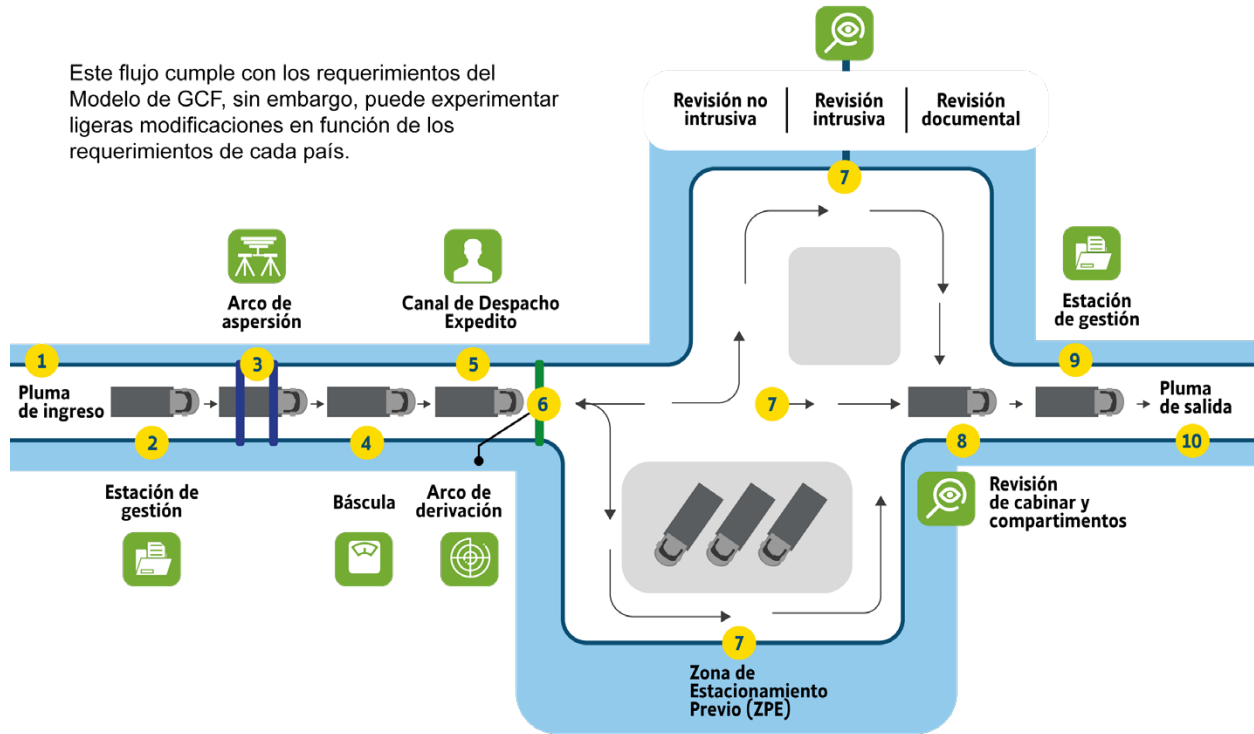 Este flujo cumple con los requerimientos del
Modelo de GCF, sin embargo, puede experimentar
ligeras modificaciones en función de los
requerimientos de cada país.
Revisión no
intrusiva
Revisión
intrusiva
Revisión
documental
7
Arco de
aspersión
Canal de Despacho
Expedito
Estación
de gestión
1
3
5
9
Pluma
de ingreso
6
7
Pluma
de salida
2
4
8
10
Estación de
gestión
Báscula
Arco de
derivación
Revisión
de cabinar y
compartimentos
7
Zona de
Estacionamiento
Previo (ZPE)